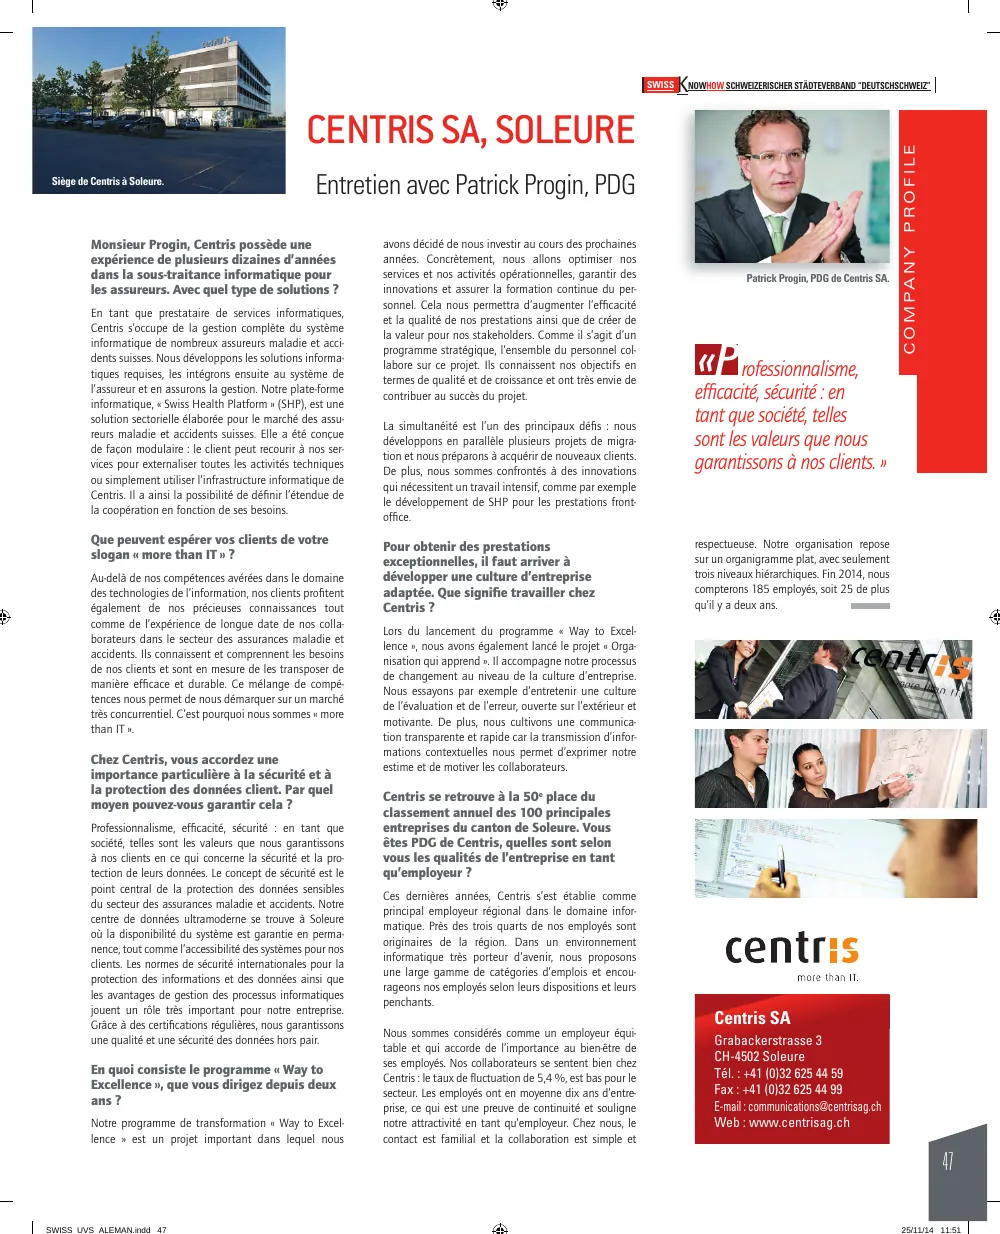 centris
Siège de Centris à Soleure.
SWISS KNOWHOW SCHWEIZERISCHER STÄDTEVERBAND “DEUTSCHSCHWEIZ”
CENTRIS SA, SOLEURE
Entretien avec Patrick Progin, PDG
Monsieur Progin, Centris possède une
expérience de plusieurs dizaines d’années
dans la sous-traitance informatique pour
les assureurs. Avec quel type de solutions ?
En tant que prestataire de services informatiques,
Centris s’occupe de la gestion complète du système
informatique de nombreux assureurs maladie et acci-
dents suisses. Nous développons les solutions informa-
tiques requises, les intégrons ensuite au système de
l’assureur et en assurons la gestion. Notre plate-forme
informatique, « Swiss Health Platform » (SHP), est une
solution sectorielle élaborée pour le marché des assu-
reurs maladie et accidents suisses. Elle a été conçue
de façon modulaire : le client peut recourir à nos ser-
vices pour externaliser toutes les activités techniques
ou simplement utiliser l’infrastructure informatique de
Centris. Il a ainsi la possibilité de définir l’étendue de
la coopération en fonction de ses besoins.
Que peuvent espérer vos clients de votre
slogan « more than IT » ?
Au-delà de nos compétences avérées dans le domaine
des technologies de l’information, nos clients profitent
également de nos précieuses connaissances tout
comme de l’expérience de longue date de nos colla-
borateurs dans le secteur des assurances maladie et
accidents. Ils connaissent et comprennent les besoins
de nos clients et sont en mesure de les transposer de
manière efficace et durable. Ce mélange de compé-
tences nous permet de nous démarquer sur un marché
très concurrentiel. C’est pourquoi nous sommes « more
than IT ».
Chez Centris, vous accordez une
importance particulière à la sécurité et à
la protection des données client. Par quel
moyen pouvez-vous garantir cela ?
Professionnalisme, efficacité, sécurité : en tant que
société, telles sont les valeurs que nous garantissons
à nos clients en ce qui concerne la sécurité et la pro-
tection de leurs données. Le concept de sécurité est le
point central de la protection des données sensibles
du secteur des assurances maladie et accidents. Notre
centre de données ultramoderne se trouve à Soleure
où la disponibilité du système est garantie en perma-
nence, tout comme l’accessibilité des systèmes pour nos
clients. Les normes de sécurité internationales pour la
protection des informations et des données ainsi que
les avantages de gestion des processus informatiques
jouent un rôle très important pour notre entreprise.
Grâce à des certifications régulières, nous garantissons
une qualité et une sécurité des données hors pair.
En quoi consiste le programme « Way to
Excellence », que vous dirigez depuis deux
ans ?
Notre programme de transformation « Way to Excel-
lence » est un projet important dans lequel nous
avons décidé de nous investir au cours des prochaines
années. Concrètement, nous allons optimiser nos
services et nos activités opérationnelles, garantir des
innovations et assurer la formation continue du per-
sonnel. Cela nous permettra d’augmenter l’efficacité
et la qualité de nos prestations ainsi que de créer de
la valeur pour nos stakeholders. Comme il s’agit d’un
programme stratégique, l’ensemble du personnel col-
labore sur ce projet. Ils connaissent nos objectifs en
termes de qualité et de croissance et ont très envie de
contribuer au succès du projet.
La simultanéité est l’un des principaux défis : nous
développons en parallèle plusieurs projets de migra-
tion et nous préparons à acquérir de nouveaux clients.
De plus, nous sommes confrontés à des innovations
qui nécessitent un travail intensif, comme par exemple
le développement de SHP pour les prestations front-
office.
Pour obtenir des prestations
exceptionnelles, il faut arriver à
développer une culture d’entreprise
adaptée. Que signifie travailler chez
Centris ?
Lors du lancement du programme « Way to Excel-
lence », nous avons également lancé le projet « Orga-
nisation qui apprend ». Il accompagne notre processus
de changement au niveau de la culture d’entreprise.
Nous essayons par exemple d’entretenir une culture
de l’évaluation et de l’erreur, ouverte sur l’extérieur et
motivante. De plus, nous cultivons une communica-
tion transparente et rapide car la transmission d’infor-
mations contextuelles nous permet d’exprimer notre
estime et de motiver les collaborateurs.
Centris se retrouve à la 50e place du
classement annuel des 100 principales
entreprises du canton de Soleure. Vous
êtes PDG de Centris, quelles sont selon
vous les qualités de l’entreprise en tant
qu’employeur ?
Ces dernières années, Centris s’est établie comme
principal employeur régional dans le domaine infor-
matique. Près des trois quarts de nos employés sont
originaires de la région. Dans un environnement
informatique très porteur d’avenir, nous proposons
une large gamme de catégories d’emplois et encou-
rageons nos employés selon leurs dispositions et leurs
penchants.
Nous sommes considérés comme un employeur équi-
table et qui accorde de l’importance au bien-être de
ses employés. Nos collaborateurs se sentent bien chez
Centris : le taux de fluctuation de 5,4 %, est bas pour le
secteur. Les employés ont en moyenne dix ans d’entre-
prise, ce qui est une preuve de continuité et souligne
notre attractivité en tant qu’employeur. Chez nous, le
contact est familial et la collaboration est simple et
Patrick Progin, PDG de Centris SA.
COMPANY PROFILE
« Professionnalisme,
efficacité, sécurité : en
tant que société, telles
sont les valeurs que nous
garantissons à nos clients. »
respectueuse. Notre organisation repose
sur un organigramme plat, avec seulement
trois niveaux hiérarchiques. Fin 2014, nous
compterons 185 employés, soit 25 de plus
qu’il y a deux ans.
centris
more than IT
centris
more than IT.
Centris SA
Grabackerstrasse 3
CH-4502 Soleure
Tél. : +41 (0)32 625 44 59
Fax : +41 (0)32 625 44 99
E-mail : communications@centrisag.ch
Web : www.centrisag.ch
47
SWISS_UVS_ALEMAN.indd 47
25/11/14 11:51